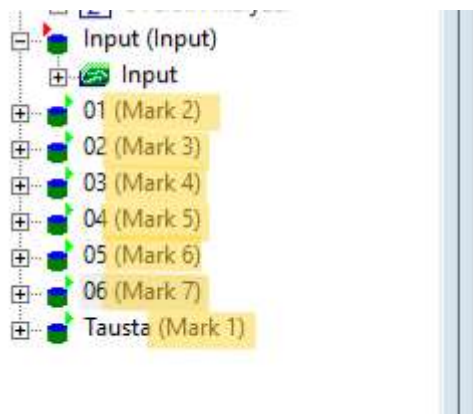 Input (Input)
Input
01 (Mark 2)
02 (Mark 3)
03 (Mark 4)
04 (Mark 5)
05 (Mark 6)
06 (Mark 7)
Tausta (Mark 1)